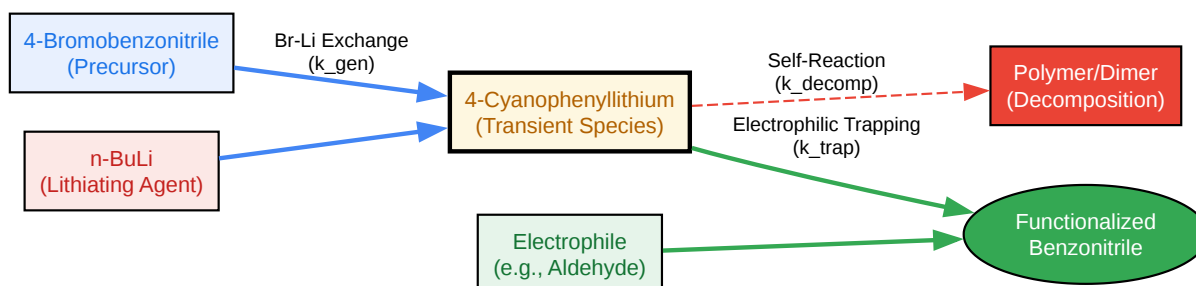 4-Bromobenzonitrile
(Precursor)
Br-Li Exchange
(k_gen)
n-BuLi
(Lithiating Agent)
4-Cyanophenyllithium
(Transient Species)
Self-Reaction
(k_decomp)
Polymer/Dimer
(Decomposition)
Electrophilic Trapping
(k_trap)
Electrophile
(e.g., Aldehyde)
Functionalized
Benzonitrile